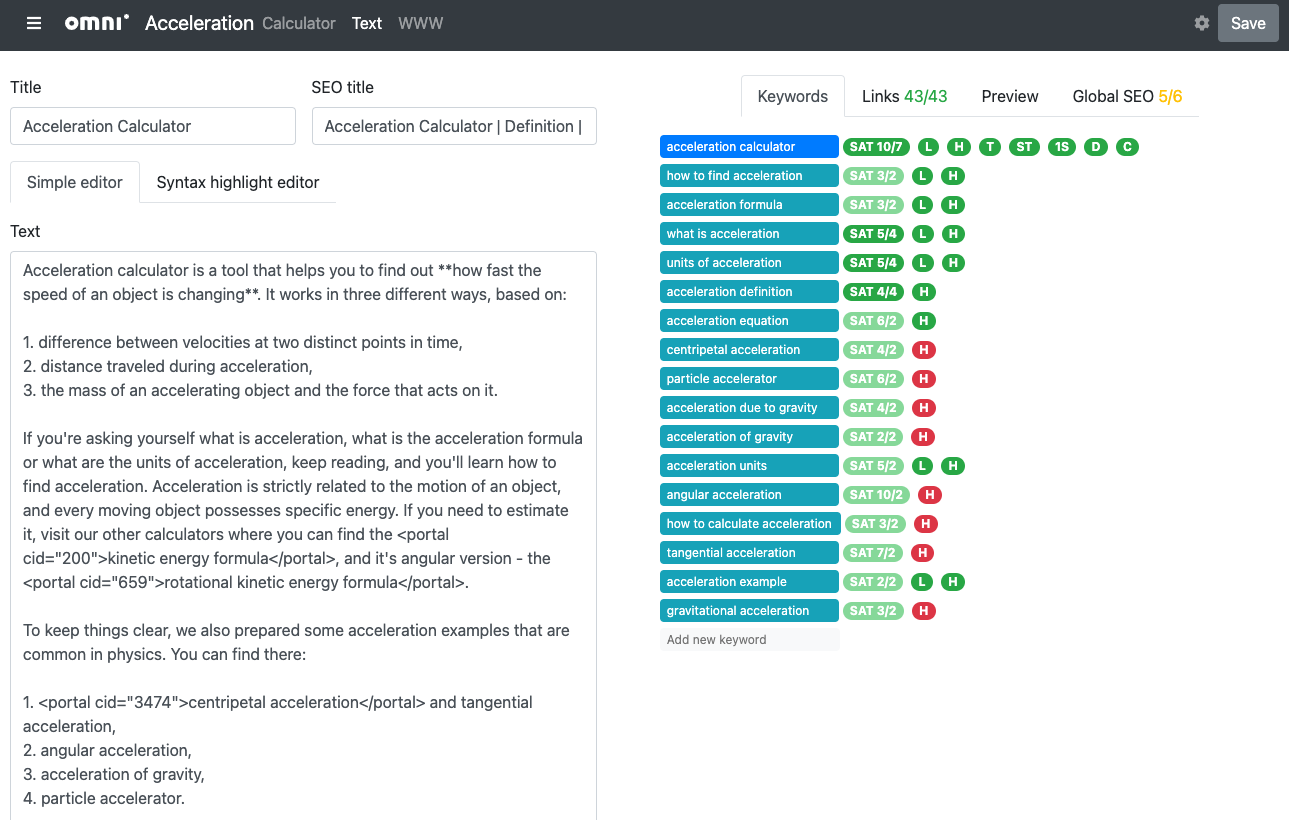 omni Acceleration Calculator Text WWW Save
Title SEO title
Acceleration Calculator Acceleration Calculator | Definition |
Simple editor Syntax highlight editor
Text
Acceleration calculator is a tool that helps you to find out **how fast the
speed of an object is changing**. It works in three different ways, based on:
1. difference between velocities at two distinct points in time,
2. distance traveled during acceleration,
3. the mass of an accelerating object and the force that acts on it.
If you're asking yourself what is acceleration, what is the acceleration formula
or what are the units of acceleration, keep reading, and you'll learn how to
find acceleration. Acceleration is strictly related to the motion of an object,
and every moving object possesses specific energy. If you need to estimate
it, visit our other calculators where you can find the <portal
cid="200">kinetic energy formula</portal>, and it's angular version - the
<portal cid="659">rotational kinetic energy formula</portal>.
To keep things clear, we also prepared some acceleration examples that are
common in physics. You can find there:
1. <portal cid="3474">centripetal acceleration</portal> and tangential
acceleration,
2. angular acceleration,
3. acceleration of gravity,
4. particle accelerator.
Keywords Links 43/43 Preview Global SEO 5/6
acceleration calculator SAT 10/7 L H T ST 1S D C
how to find acceleration SAT 3/2 L H
acceleration formula SAT 3/2 L H
what is acceleration SAT 5/4 L H
units of acceleration SAT 5/4 L H
acceleration definition SAT 4/4 H
acceleration equation SAT 6/2 H
centripetal acceleration SAT 4/2 H
particle accelerator SAT 6/2 H
acceleration due to gravity SAT 4/2 H
acceleration of gravity SAT 2/2 H
acceleration units SAT 5/2 L H
angular acceleration SAT 10/2 H
how to calculate acceleration SAT 3/2 H
tangential acceleration SAT 7/2 H
acceleration example SAT 2/2 L H
gravitational acceleration SAT 3/2 H
Add new keyword